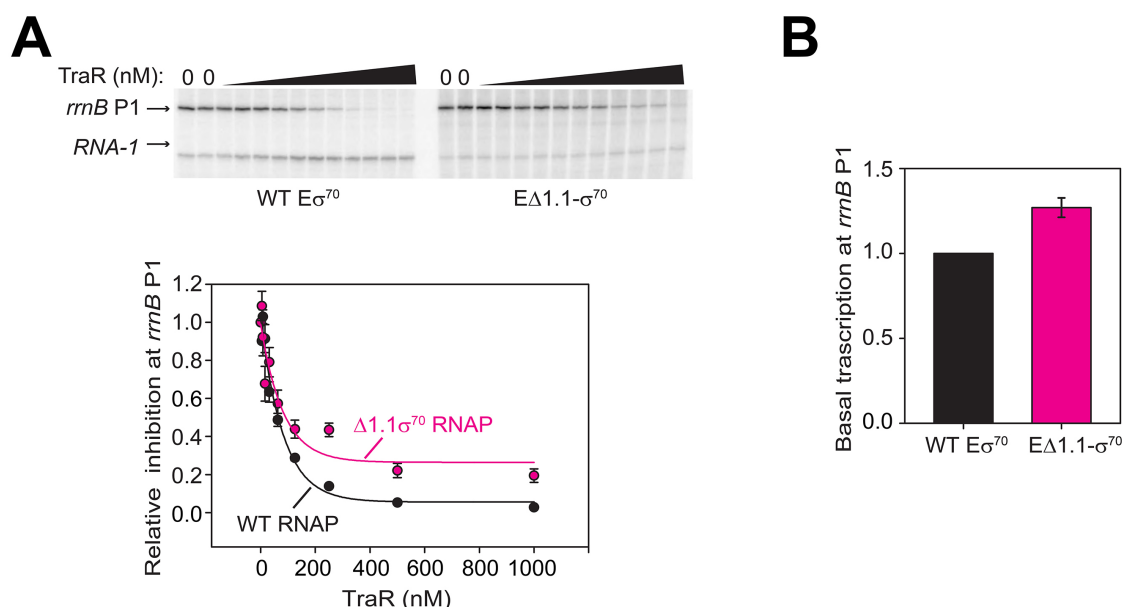 A
B
TraR (nM): 0 0 0 0
rrnB P1 →
RNA-1 →
WT Eσ⁷⁰ EΔ1.1-σ⁷⁰
Relative inhibition at rrnB P1
1.2
1.0
0.8
0.6
0.4
0.2
0.0
Δ1.1σ⁷⁰ RNAP
WT RNAP
0 200 400 600 800 1000
TraR (nM)
Basal trascription at rrnB P1
1.5
1.0
0.5
0.0
WT Eσ⁷⁰ EΔ1.1-σ⁷⁰